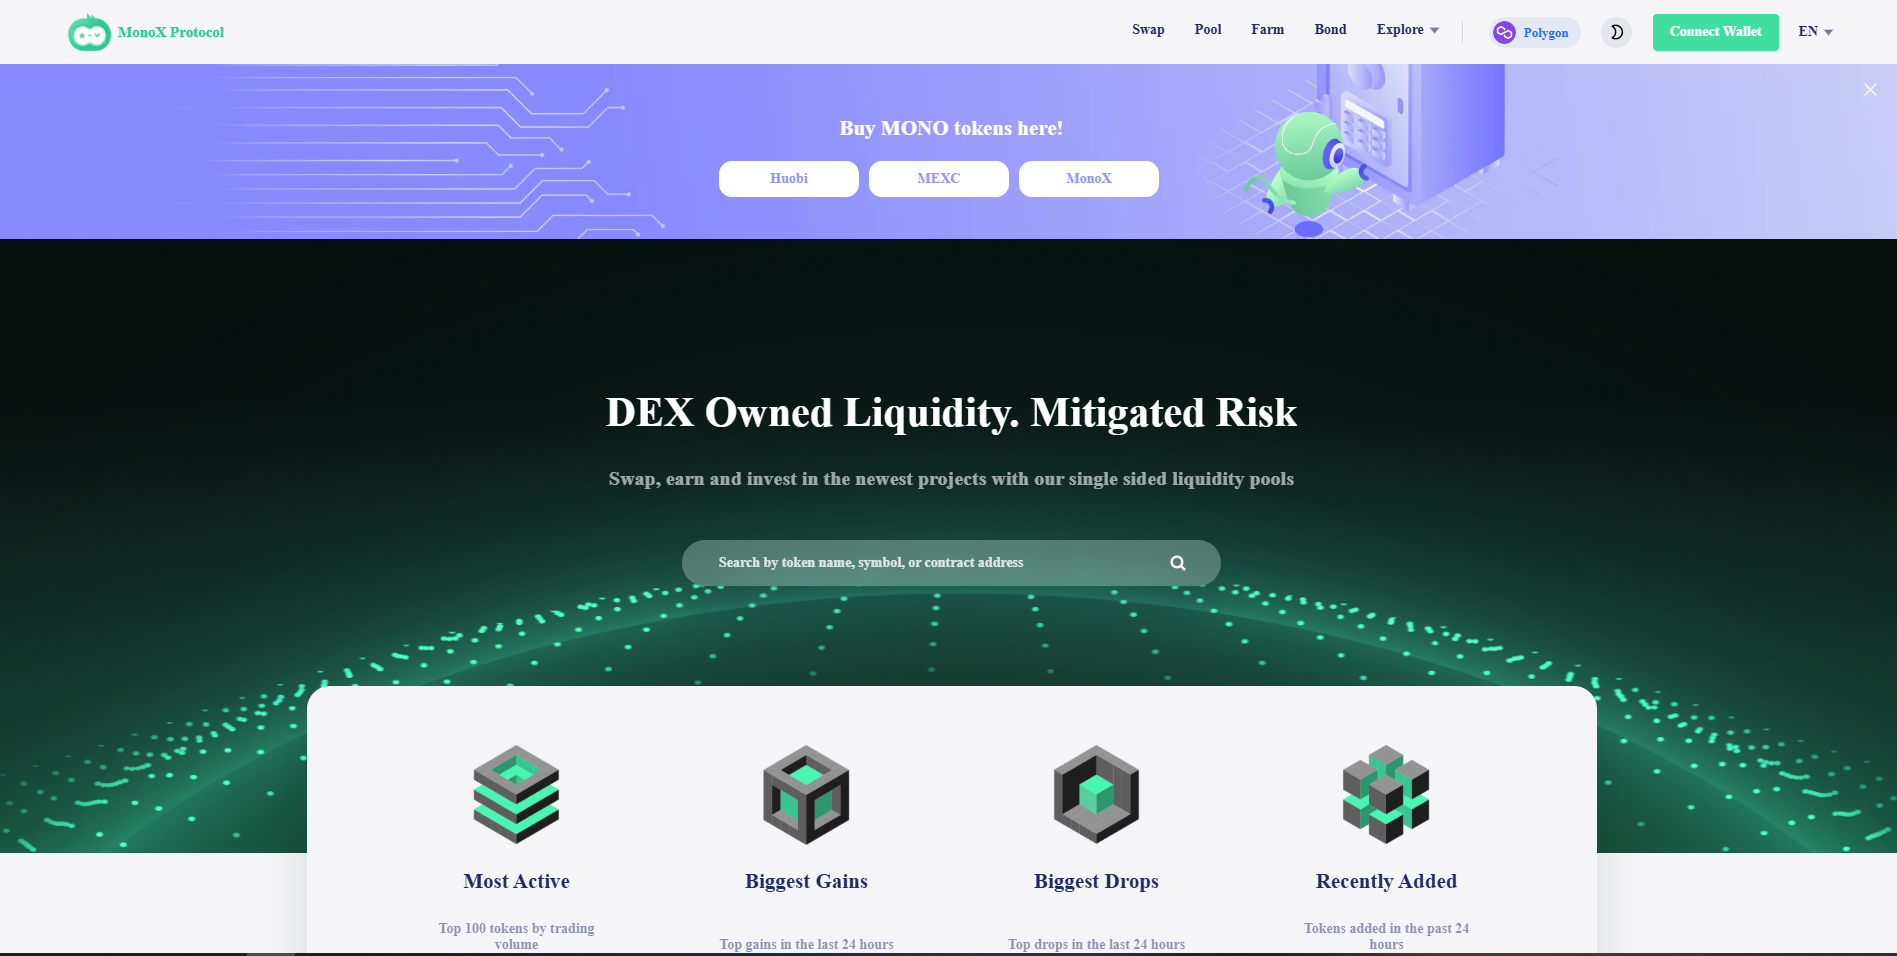 MonoX Protocol
Swap
Pool
Farm
Bond
Explore
Polygon
Connect Wallet
EN
Buy MONO tokens here!
Huobi
MEXC
MonoX
DEX Owned Liquidity. Mitigated Risk
Swap, earn and invest in the newest projects with our single sided liquidity pools
Search by token name, symbol, or contract address
Most Active
Top 100 tokens by trading
volume
Biggest Gains
Top gains in the last 24 hours
Biggest Drops
Top drops in the last 24 hours
Recently Added
Tokens added in the past 24
hours